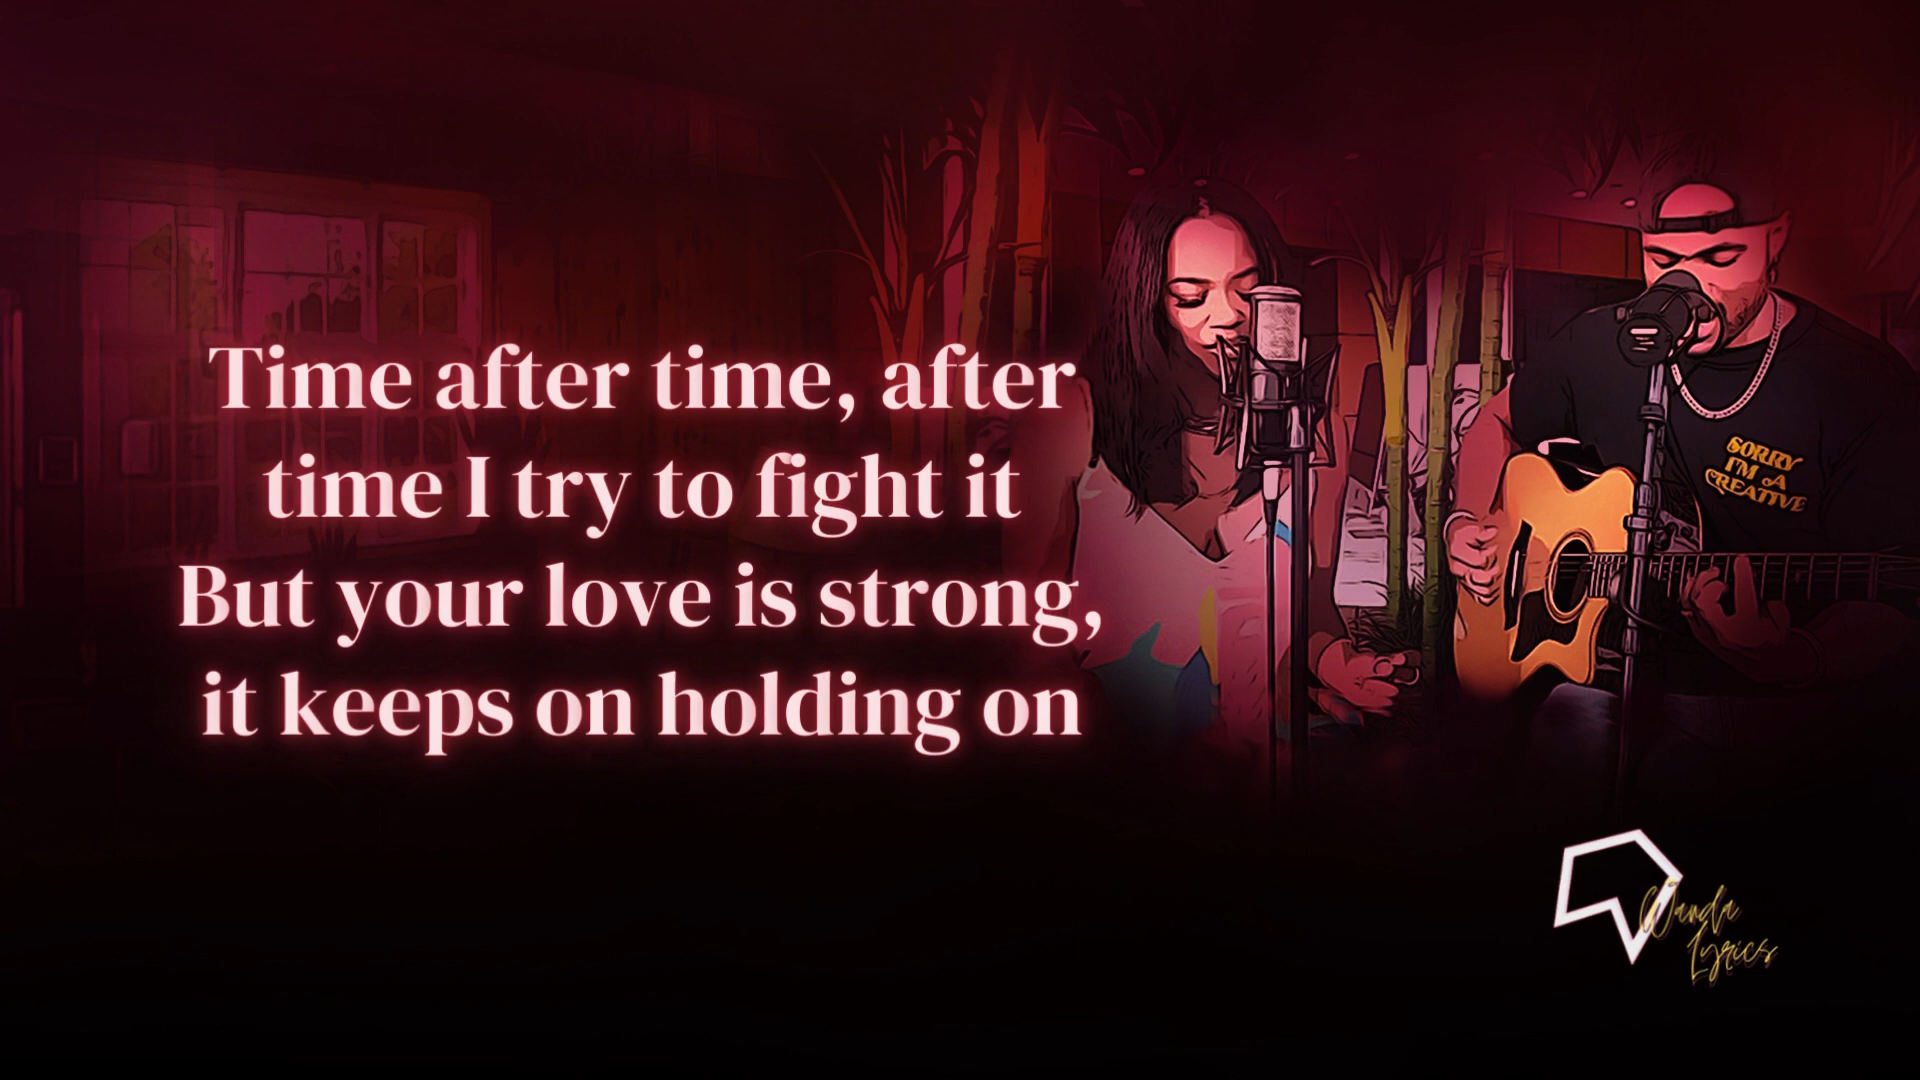 Time after time, after
time I try to fight it
But your love is strong,
it keeps on holding on
SORRY
I'M A
CREATIVE
Wanda
Lyrics